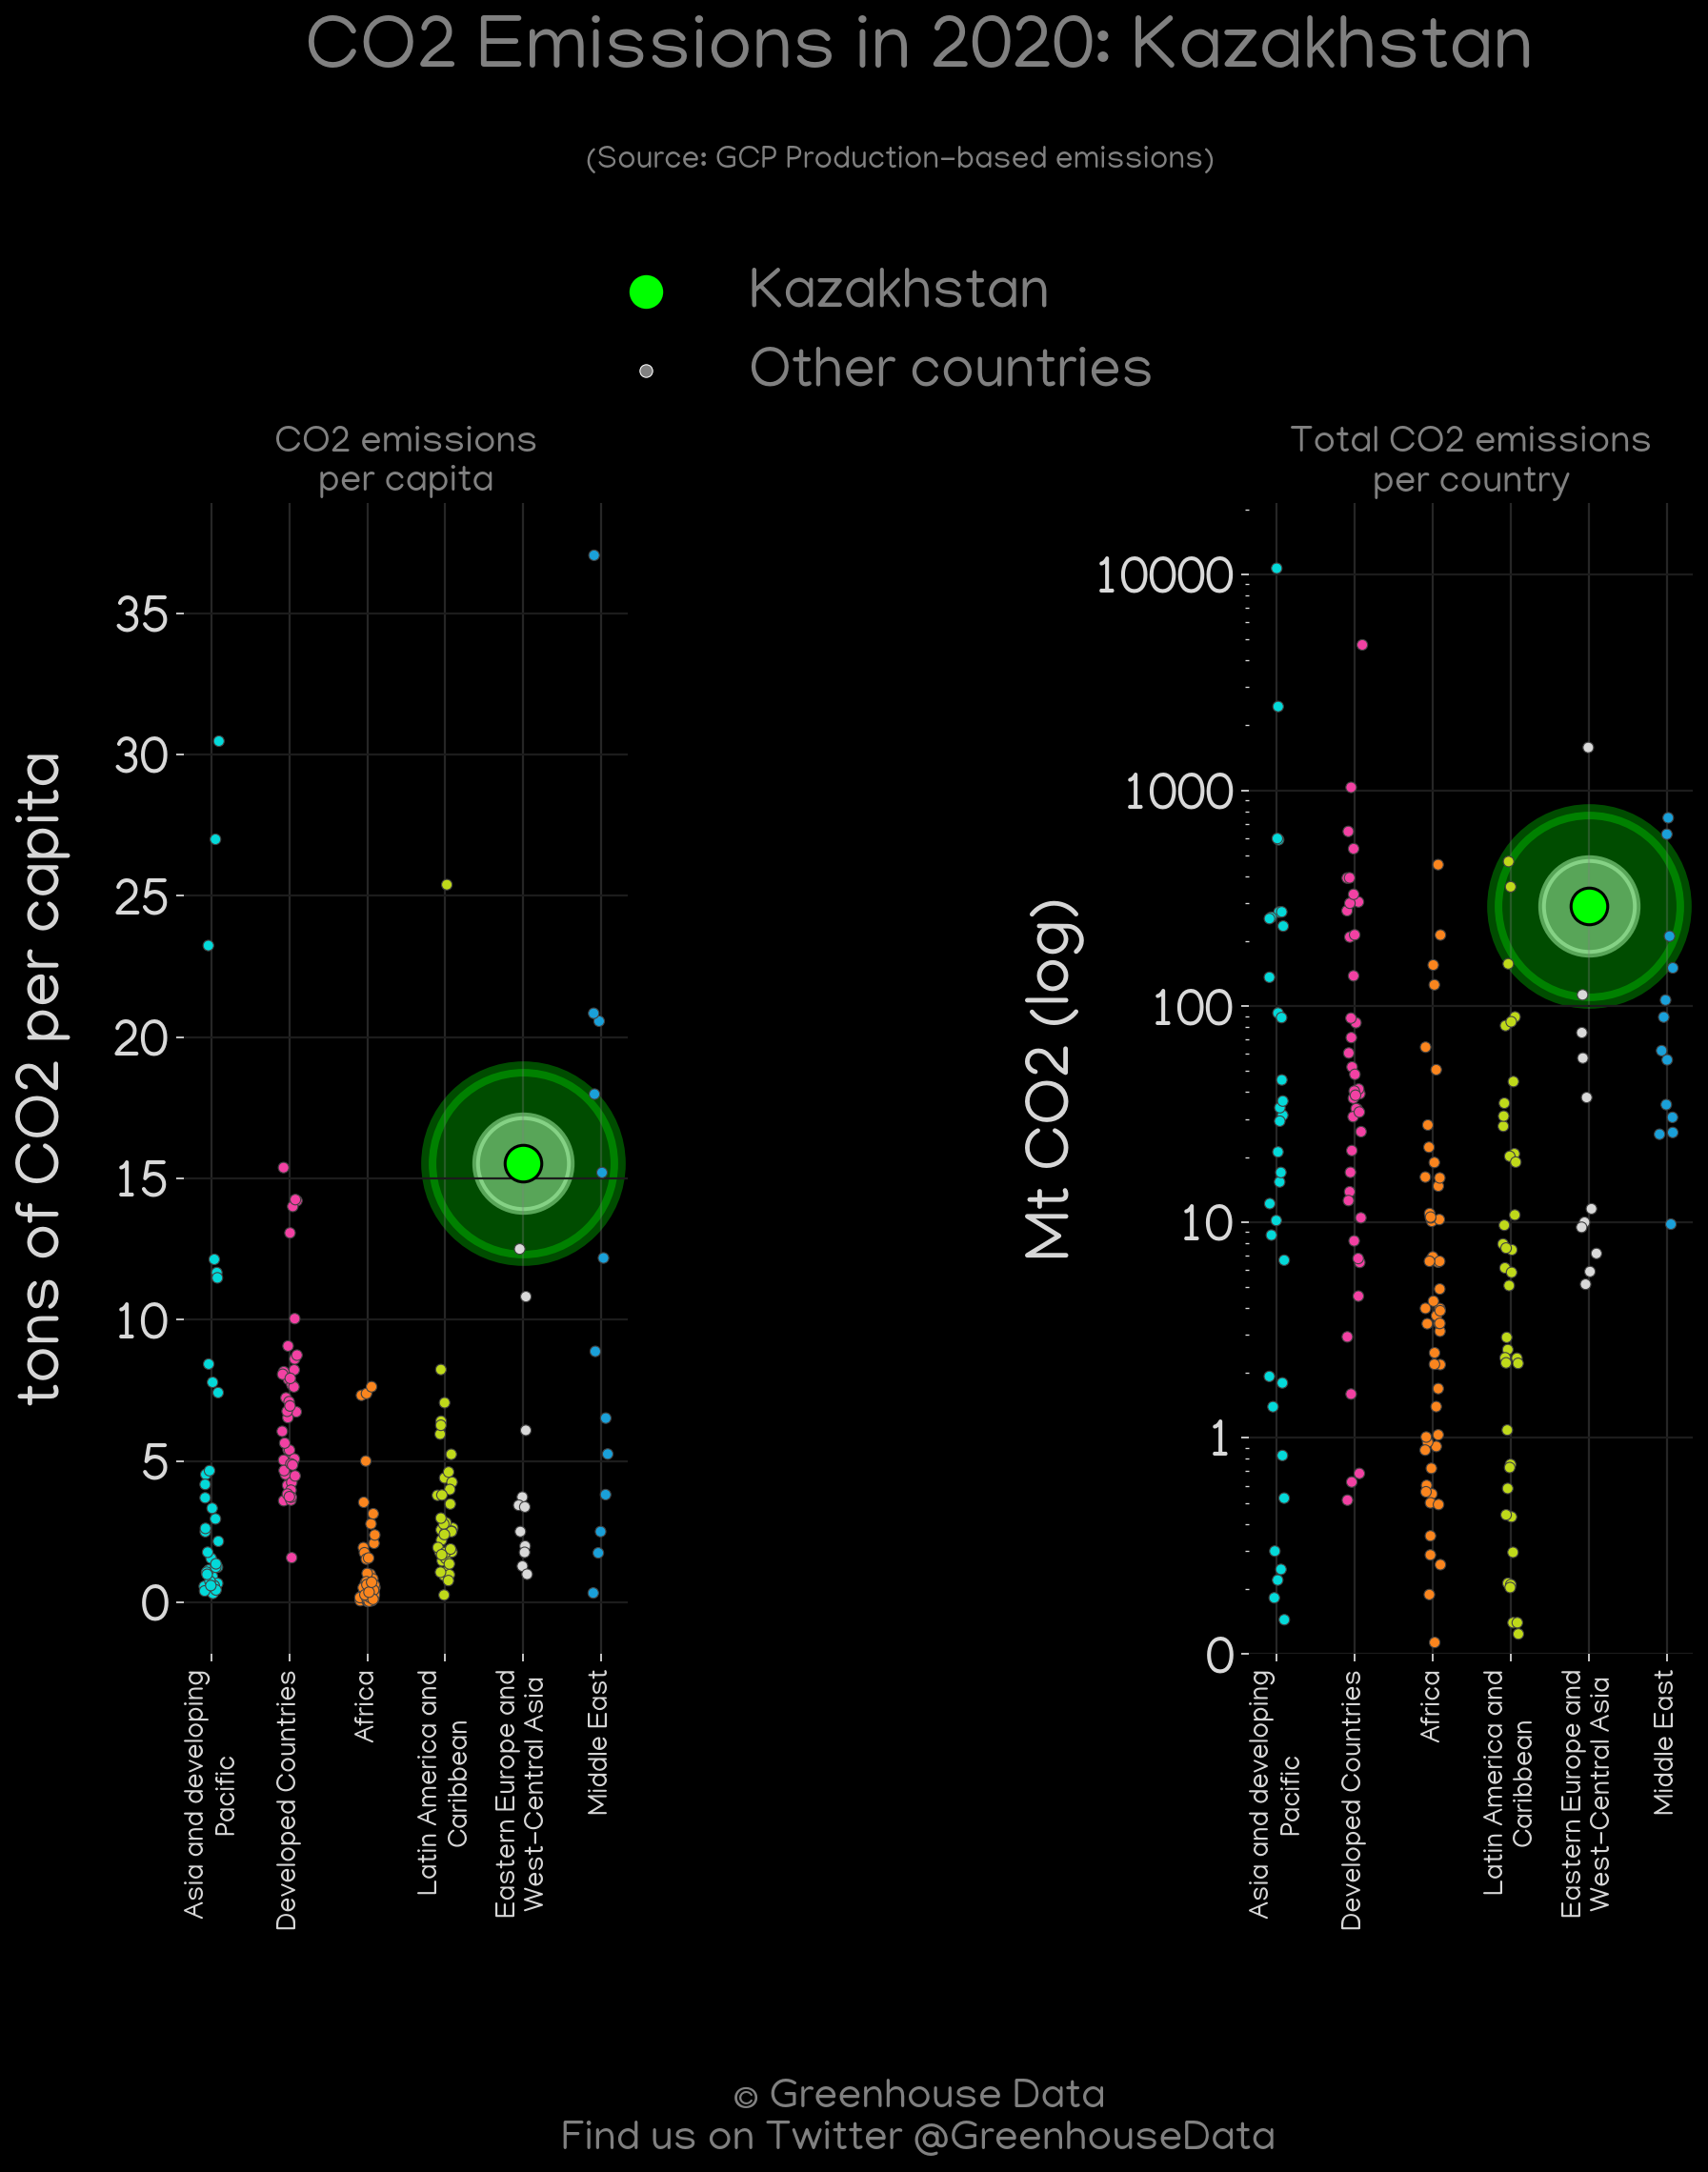 CO2 Emissions in 2020: Kazakhstan
(Source: GCP Production-based emissions)
Kazakhstan
Other countries
CO2 emissions
per capita
tons of CO2 per capita
35
30
25
20
15
10
5
0
Asia and developing
Pacific
Developed Countries
Africa
Latin America and
Caribbean
Eastern Europe and
West-Central Asia
Middle East
Total CO2 emissions
per country
Mt CO2 (log)
10000
1000
100
10
1
0
Asia and developing
Pacific
Developed Countries
Africa
Latin America and
Caribbean
Eastern Europe and
West-Central Asia
Middle East
© Greenhouse Data
Find us on Twitter @GreenhouseData